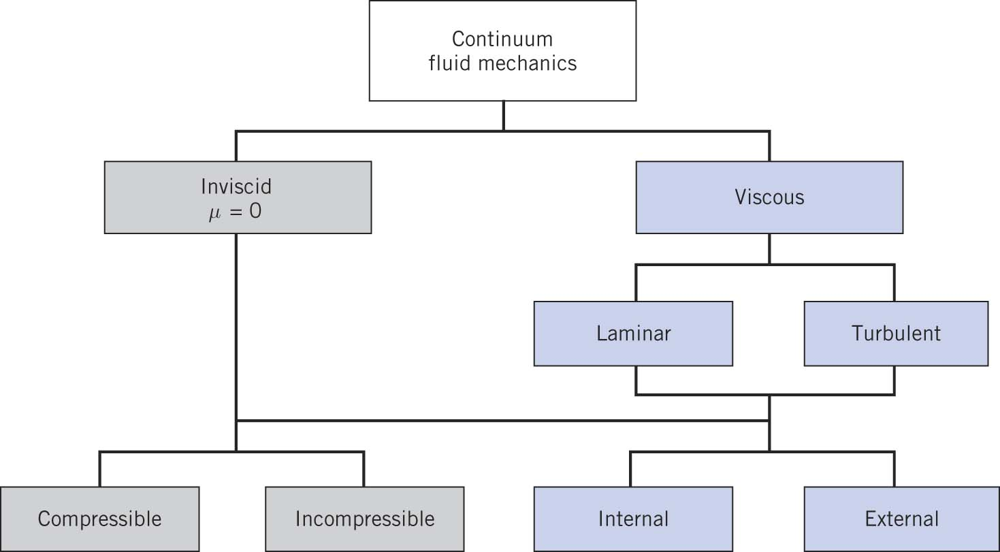 Continuum
fluid mechanics
Inviscid
μ = 0
Viscous
Laminar
Turbulent
Compressible
Incompressible
Internal
External